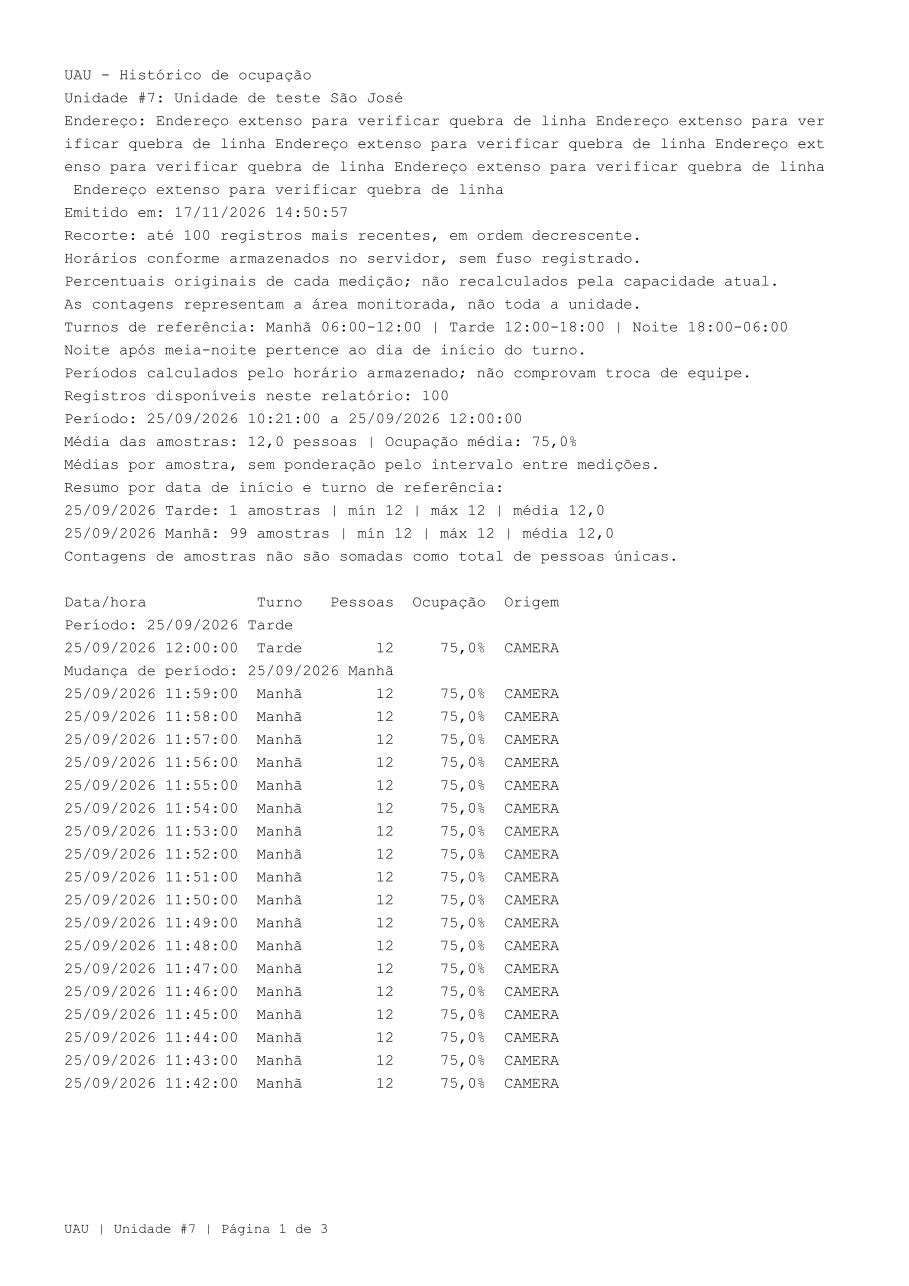 UAU - Histórico de ocupação
Unidade #7: Unidade de teste São José
Endereço: Endereço extenso para verificar quebra de linha Endereço extenso para ver
ificar quebra de linha Endereço extenso para verificar quebra de linha Endereço ext
enso para verificar quebra de linha Endereço extenso para verificar quebra de linha
 Endereço extenso para verificar quebra de linha
Emitido em: 17/11/2026 14:50:57
Recorte: até 100 registros mais recentes, em ordem decrescente.
Horários conforme armazenados no servidor, sem fuso registrado.
Percentuais originais de cada medição; não recalculados pela capacidade atual.
As contagens representam a área monitorada, não toda a unidade.
Turnos de referência: Manhã 06:00-12:00 | Tarde 12:00-18:00 | Noite 18:00-06:00
Noite após meia-noite pertence ao dia de início do turno.
Períodos calculados pelo horário armazenado; não comprovam troca de equipe.
Registros disponíveis neste relatório: 100
Período: 25/09/2026 10:21:00 a 25/09/2026 12:00:00
Média das amostras: 12,0 pessoas | Ocupação média: 75,0%
Médias por amostra, sem ponderação pelo intervalo entre medições.
Resumo por data de início e turno de referência:
25/09/2026 Tarde: 1 amostras | mín 12 | máx 12 | média 12,0
25/09/2026 Manhã: 99 amostras | mín 12 | máx 12 | média 12,0
Contagens de amostras não são somadas como total de pessoas únicas.

Data/hora            Turno   Pessoas  Ocupação  Origem
Período: 25/09/2026 Tarde
25/09/2026 12:00:00  Tarde        12     75,0%  CAMERA
Mudança de período: 25/09/2026 Manhã
25/09/2026 11:59:00  Manhã        12     75,0%  CAMERA
25/09/2026 11:58:00  Manhã        12     75,0%  CAMERA
25/09/2026 11:57:00  Manhã        12     75,0%  CAMERA
25/09/2026 11:56:00  Manhã        12     75,0%  CAMERA
25/09/2026 11:55:00  Manhã        12     75,0%  CAMERA
25/09/2026 11:54:00  Manhã        12     75,0%  CAMERA
25/09/2026 11:53:00  Manhã        12     75,0%  CAMERA
25/09/2026 11:52:00  Manhã        12     75,0%  CAMERA
25/09/2026 11:51:00  Manhã        12     75,0%  CAMERA
25/09/2026 11:50:00  Manhã        12     75,0%  CAMERA
25/09/2026 11:49:00  Manhã        12     75,0%  CAMERA
25/09/2026 11:48:00  Manhã        12     75,0%  CAMERA
25/09/2026 11:47:00  Manhã        12     75,0%  CAMERA
25/09/2026 11:46:00  Manhã        12     75,0%  CAMERA
25/09/2026 11:45:00  Manhã        12     75,0%  CAMERA
25/09/2026 11:44:00  Manhã        12     75,0%  CAMERA
25/09/2026 11:43:00  Manhã        12     75,0%  CAMERA
25/09/2026 11:42:00  Manhã        12     75,0%  CAMERA

UAU | Unidade #7 | Página 1 de 3